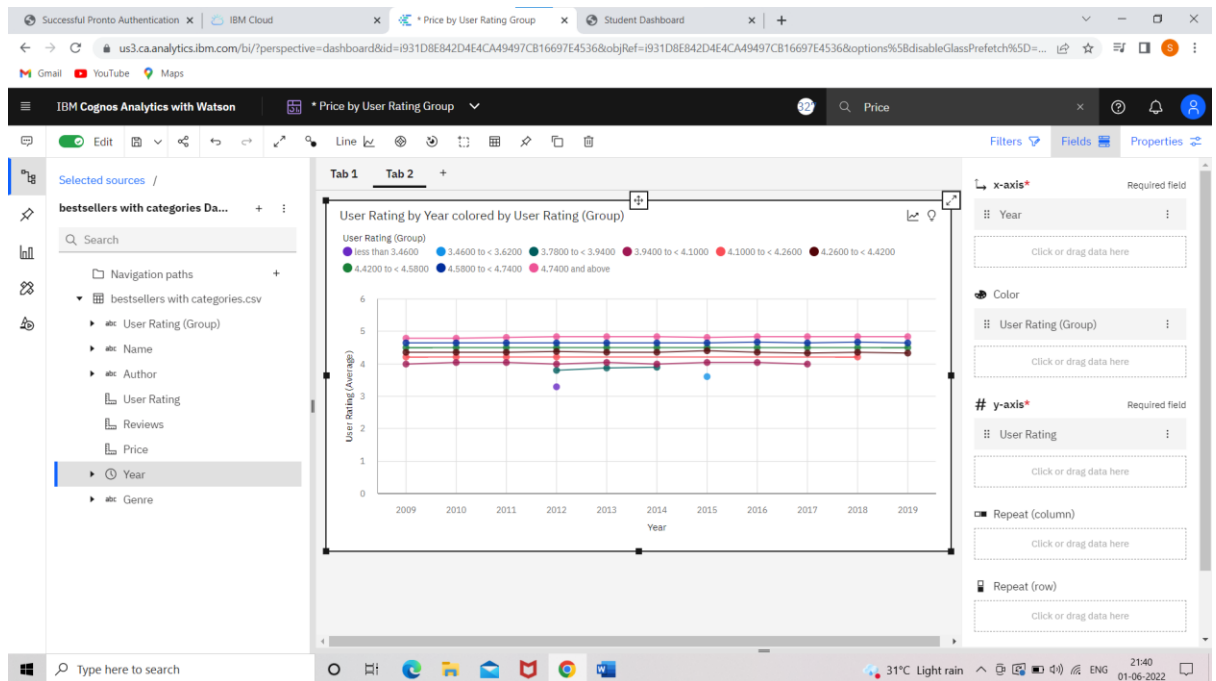 Successful Pronto Authentication
IBM Cloud
* Price by User Rating Group
Student Dashboard
us3.ca.analytics.ibm.com/bi/?perspective=dashboard&id=i931D8E842D4E4CA49497CB16697E4536&objRef=i931D8E842D4E4CA49497CB16697E4536&options%5BdisableGlassPrefetch%5D=...
Gmail YouTube Maps
IBM Cognos Analytics with Watson
* Price by User Rating Group
32°
Price
Edit
Line
Filters
Fields
Properties
Selected sources /
bestsellers with categories Da...
Search
Navigation paths
bestsellers with categories.csv
abc User Rating (Group)
abc Name
abc Author
User Rating
Reviews
Price
Year
abc Genre
Tab 1 Tab 2 +
User Rating by Year colored by User Rating (Group)
User Rating (Group)
less than 3.4600 3.4600 to < 3.6200 3.7800 to < 3.9400 3.9400 to < 4.1000 4.1000 to < 4.2600 4.2600 to < 4.4200
4.4200 to < 4.5800 4.5800 to < 4.7400 4.7400 and above
User Rating (Average)
6
5
4
3
2
1
0
2009 2010 2011 2012 2013 2014 2015 2016 2017 2018 2019
Year
x-axis* Required field
Year
Click or drag data here
Color
User Rating (Group)
Click or drag data here
# y-axis* Required field
User Rating
Click or drag data here
Repeat (column)
Click or drag data here
Repeat (row)
Click or drag data here
Type here to search
31°C Light rain
ENG
21:40
01-06-2022